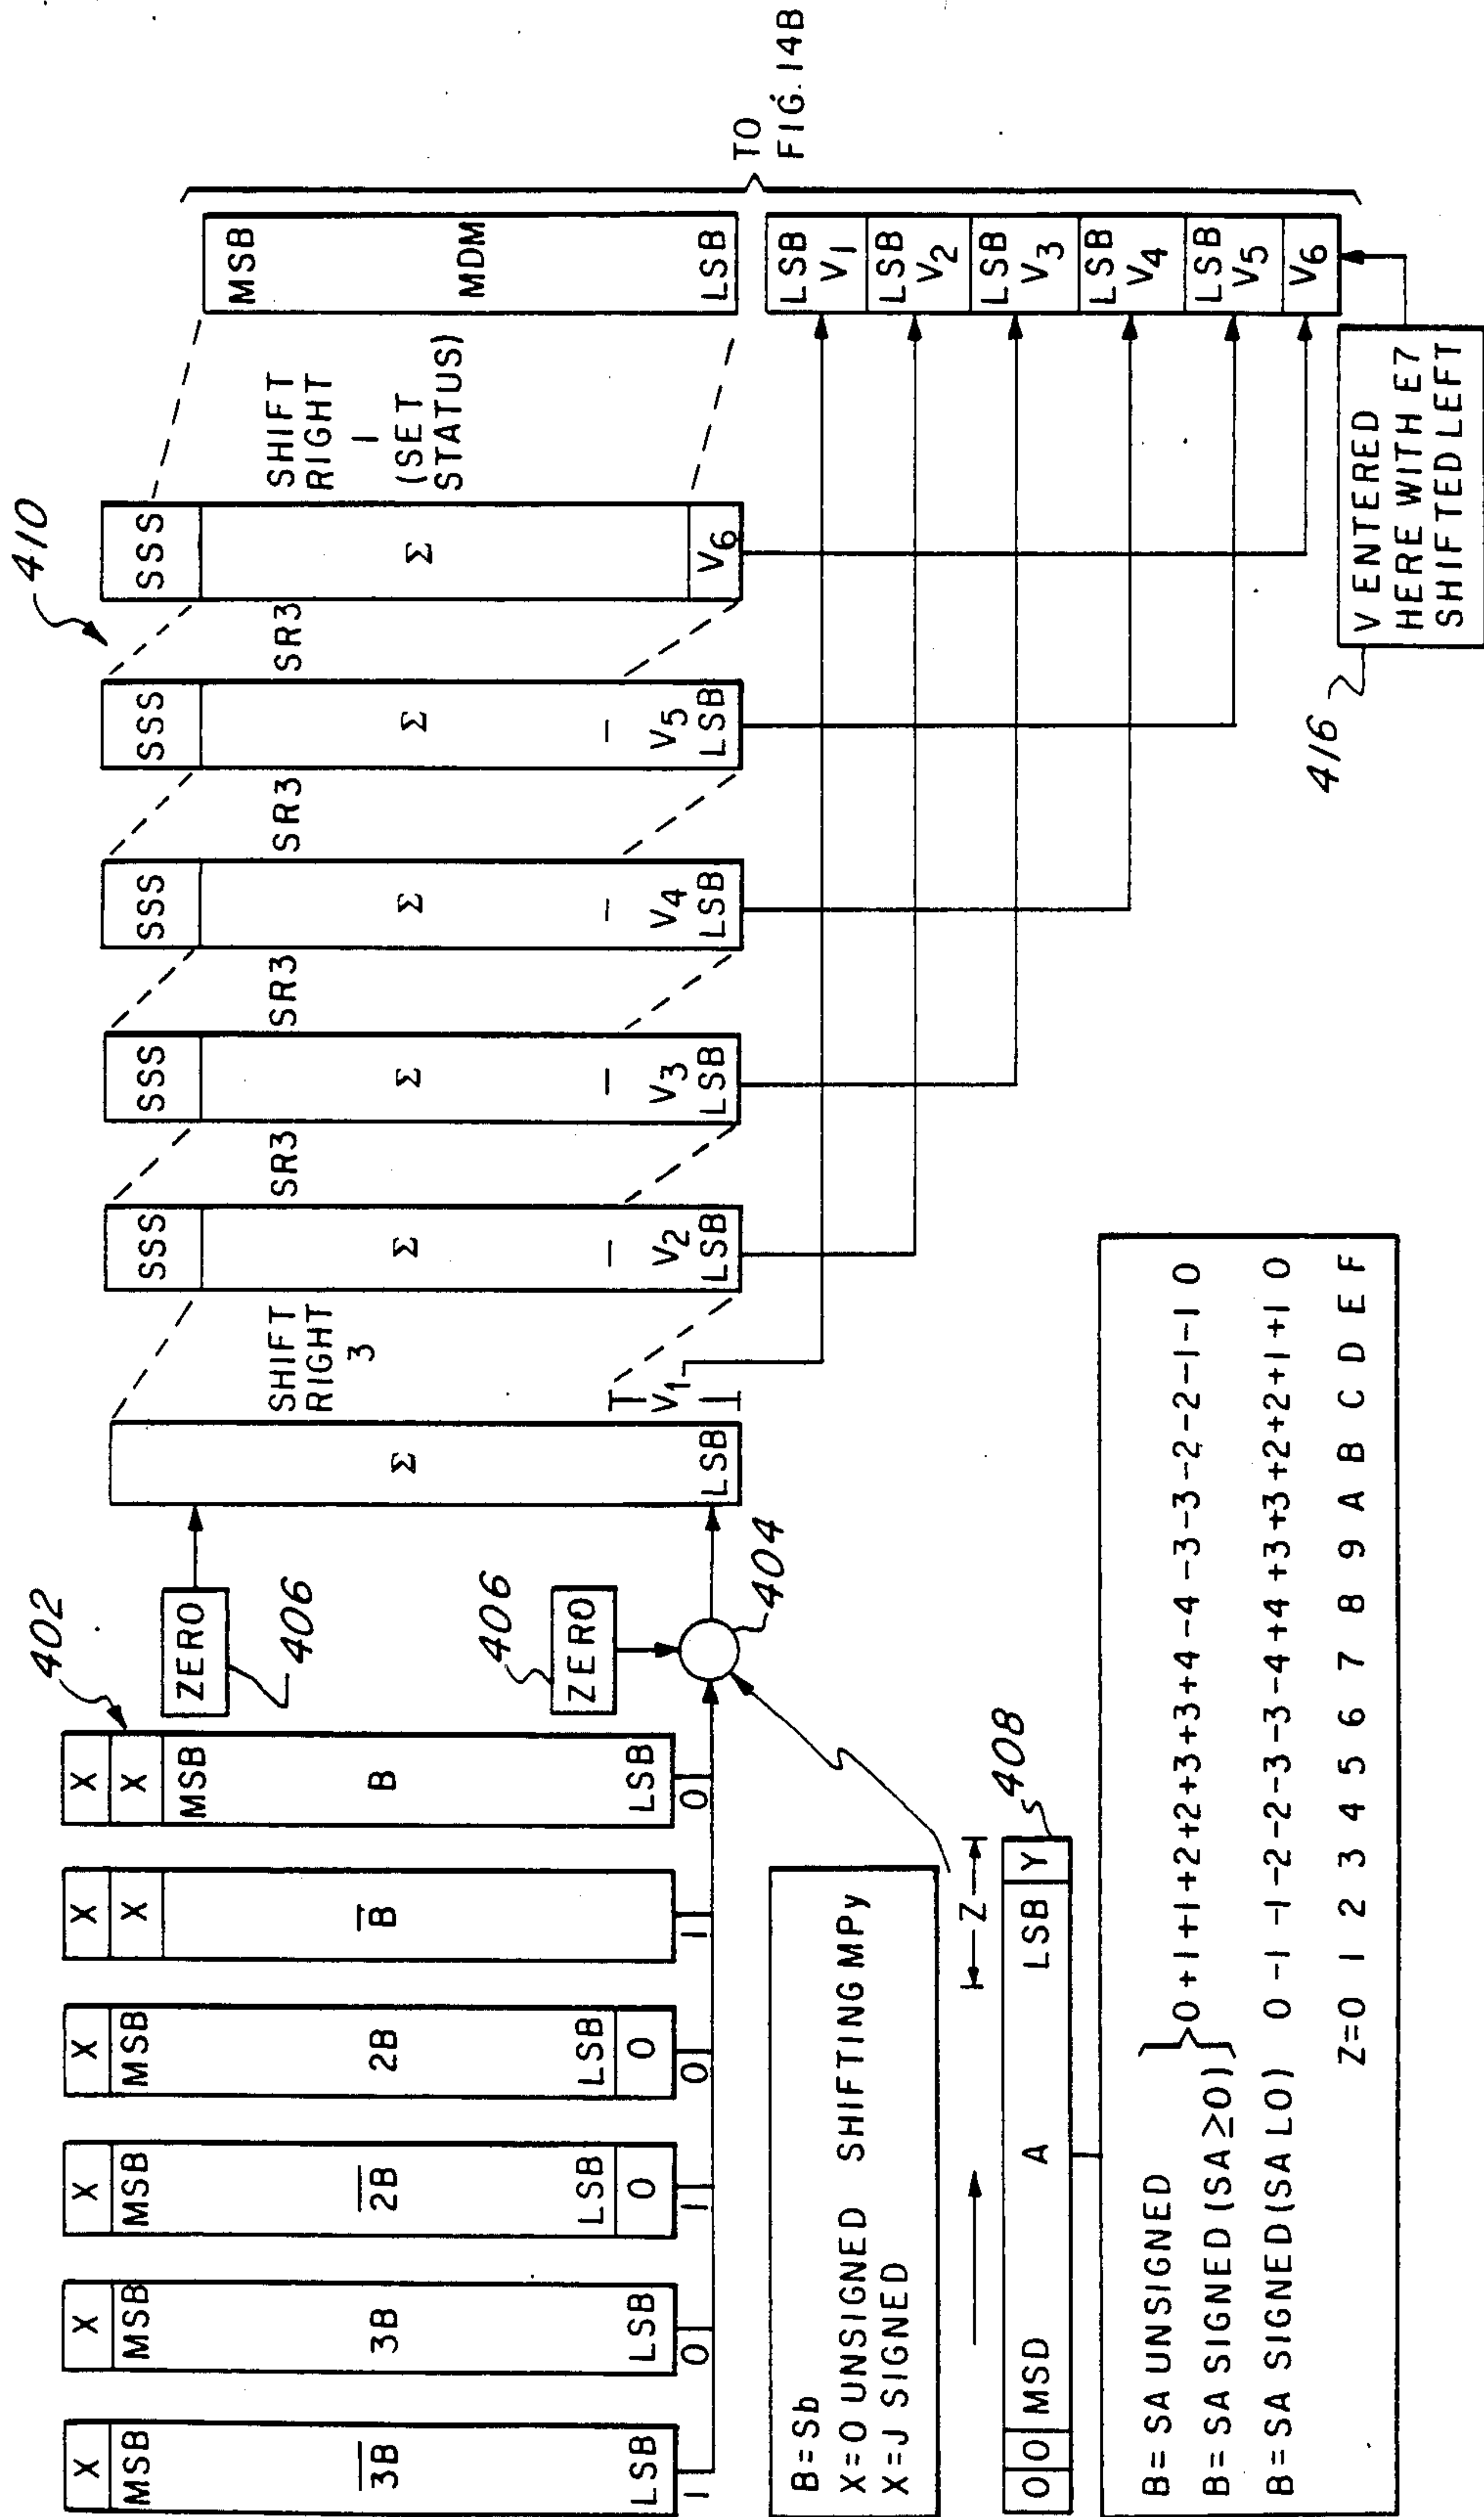 402
410
X
MSB
3B
LSB
1
X
MSB
3B
LSB
0
X
MSB
2B
LSB
0
1
X
MSB
2B
LSB
0
0
X
X
B
1
X
X
MSB
B
LSB
0
ZERO
406
406
ZERO
404
Σ
LSB
SHIFT
RIGHT
3
V1
SSS
Σ
–
V2
LSB
SR3
SSS
Σ
–
V3
LSB
SR3
SSS
Σ
–
V4
LSB
SR3
SSS
Σ
–
V5
LSB
SR3
SSS
Σ
V6
SHIFT
RIGHT
1
(SET
STATUS)
MSB
MDM
LSB
LSB
V1
LSB
V2
LSB
V3
LSB
V4
LSB
V5
V6
TO
FIG. 14B
B=Sb
X=0 UNSIGNED SHIFTING MPy
X=J SIGNED
Z
0 0 MSD A LSB Y
408
416
V ENTERED
HERE WITH E7
SHIFTED LEFT
B= SA UNSIGNED
B= SA SIGNED (SA≥0) } 0+1+1+2+2+3+3+4-4-3-3-2-2-1-1 0
B= SA SIGNED(SA LO) 0-1-1-2-2-3-3-4+4+3+3+2+2+1+1 0
Z=0 1 2 3 4 5 6 7 8 9 A B C D E F